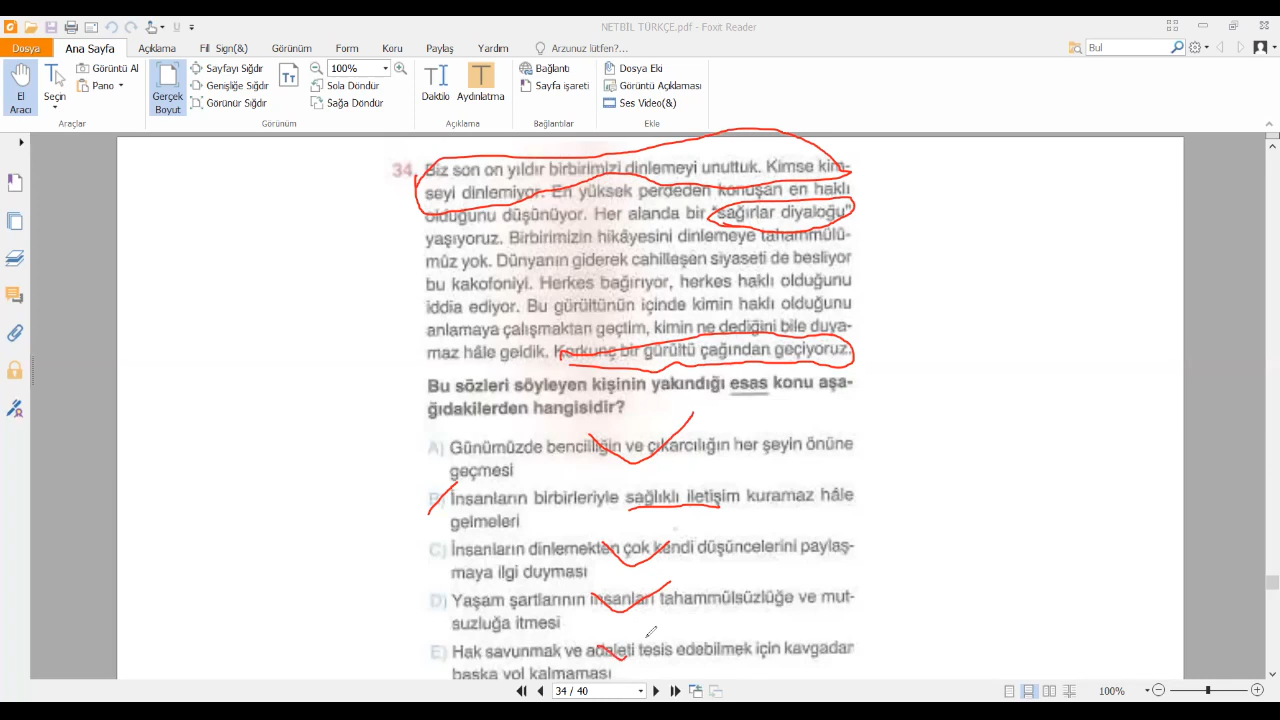 NETBİL TÜRKÇE.pdf - Foxit Reader
Dosya Ana Sayfa Açıklama Fil Sign(&) Görünüm Form Koru Paylaş Yardım Arzunuz lütfen?... Bul
El Aracı
Seçin
Görüntü Al
Pano
Gerçek Boyut
Sayfayı Sığdır
Genişliğe Sığdır
Görünür Sığdır
100%
Sola Döndür
Sağa Döndür
Daktilo
Aydınlatma
Bağlantı
Sayfa işareti
Dosya Eki
Görüntü Açıklaması
Ses Video(&)
Araçlar Görünüm Açıklama Bağlantılar Ekle
34. Biz son on yıldır birbirimizi dinlemeyi unuttuk. Kimse kim-
seyi dinlemiyor. En yüksek perdeden konuşan en haklı
olduğunu düşünüyor. Her alanda bir "sağırlar diyaloğu"
yaşıyoruz. Birbirimizin hikâyesini dinlemeye tahammülü-
müz yok. Dünyanın giderek cahilleşen siyaseti de besliyor
bu kakofoniyi. Herkes bağırıyor, herkes haklı olduğunu
iddia ediyor. Bu gürültünün içinde kimin haklı olduğunu
anlamaya çalışmaktan geçtim, kimin ne dediğini bile duya-
maz hâle geldik. Korkunç bir gürültü çağından geçiyoruz.
Bu sözleri söyleyen kişinin yakındığı esas konu aşa-
ğıdakilerden hangisidir?
A) Günümüzde bencilliğin ve çıkarcılığın her şeyin önüne
geçmesi
B) İnsanların birbirleriyle sağlıklı iletişim kuramaz hâle
gelmeleri
C) İnsanların dinlemekten çok kendi düşüncelerini paylaş-
maya ilgi duyması
D) Yaşam şartlarının insanları tahammülsüzlüğe ve mut-
suzluğa itmesi
E) Hak savunmak ve adaleti tesis edebilmek için kavgadan
başka yol kalmaması
34 / 40 100%